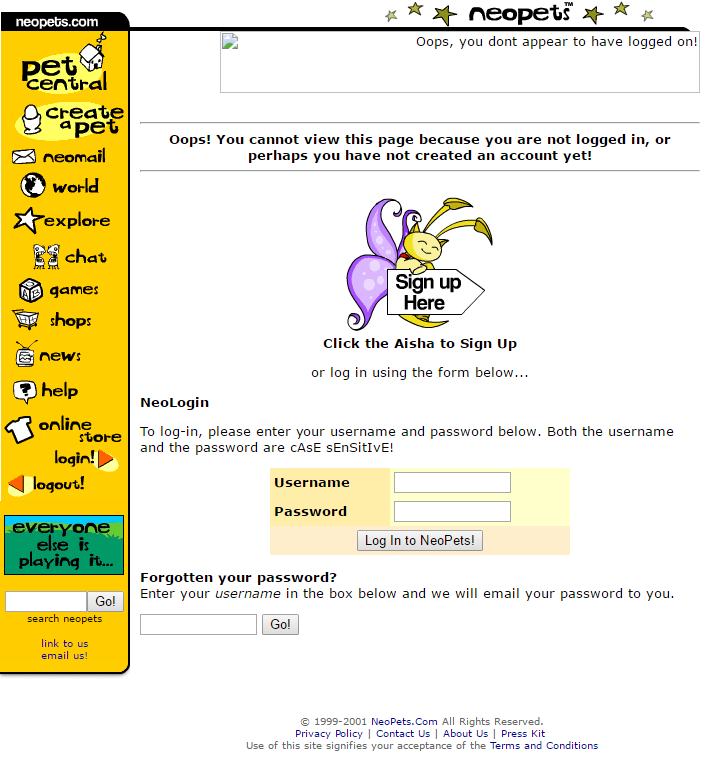 neopets.com
neopets™
pet
central
create
a pet
neomail
world
explore
chat
games
shops
news
help
online
store
login!
logout!
everyone
else is
playing it...
Go!
search neopets
link to us
email us!
Oops, you dont appear to have logged on!
Oops! You cannot view this page because you are not logged in, or
perhaps you have not created an account yet!
Sign up
Here
Click the Aisha to Sign Up
or log in using the form below...
NeoLogin
To log-in, please enter your username and password below. Both the username
and the password are cAsE sEnSitIvE!
Username
Password
Log In to NeoPets!
Forgotten your password?
Enter your username in the box below and we will email your password to you.
Go!
© 1999-2001 NeoPets.Com All Rights Reserved.
Privacy Policy | Contact Us | About Us | Press Kit
Use of this site signifies your acceptance of the Terms and Conditions